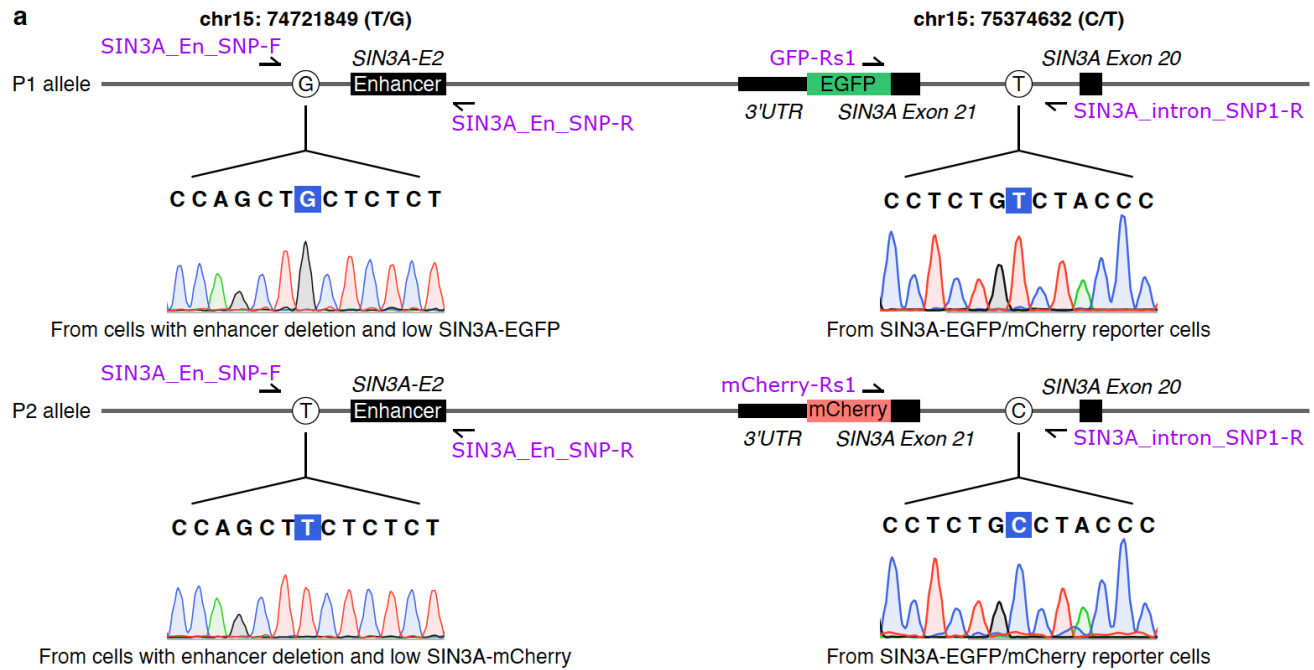 a
chr15: 74721849 (T/G) chr15: 75374632 (C/T)
SIN3A_En_SNP-F SIN3A-E2 GFP-Rs1 SIN3A Exon 20
P1 allele G Enhancer EGFP T
SIN3A_En_SNP-R 3'UTR SIN3A Exon 21 SIN3A_intron_SNP1-R
CCAGCTGCTCTCT CCTCTGTCTACCC
From cells with enhancer deletion and low SIN3A-EGFP From SIN3A-EGFP/mCherry reporter cells
SIN3A_En_SNP-F SIN3A-E2 mCherry-Rs1 SIN3A Exon 20
P2 allele T Enhancer mCherry C
SIN3A_En_SNP-R 3'UTR SIN3A Exon 21 SIN3A_intron_SNP1-R
CCAGCTTCTCTCT CCTCTGCCTACCC
From cells with enhancer deletion and low SIN3A-mCherry From SIN3A-EGFP/mCherry reporter cells